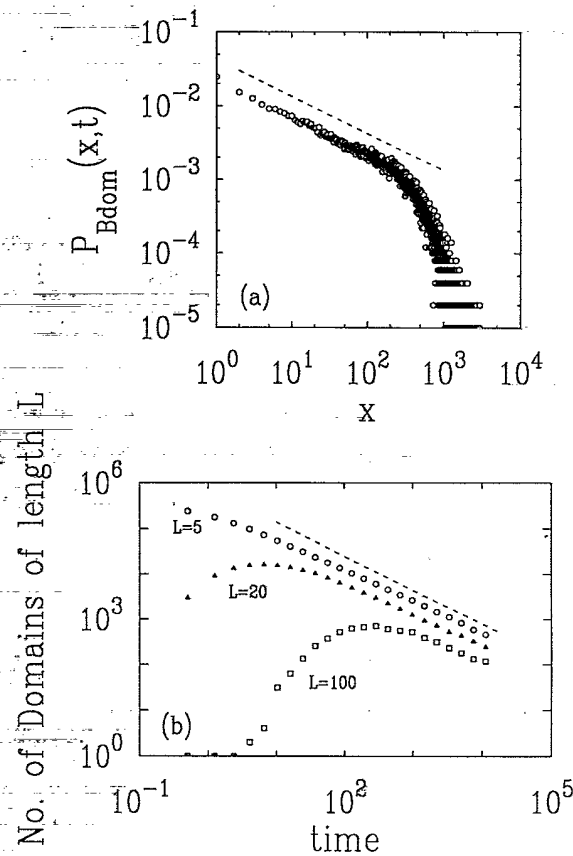 10^-1
10^-2
10^-3
10^-4
10^-5
P_Bdom(x,t)
(a)
10^0 10^1 10^2 10^3 10^4
x
No. of Domains of length L
10^6
10^3
10^0
L=5
L=20
L=100
(b)
10^-1 10^2 10^5
time